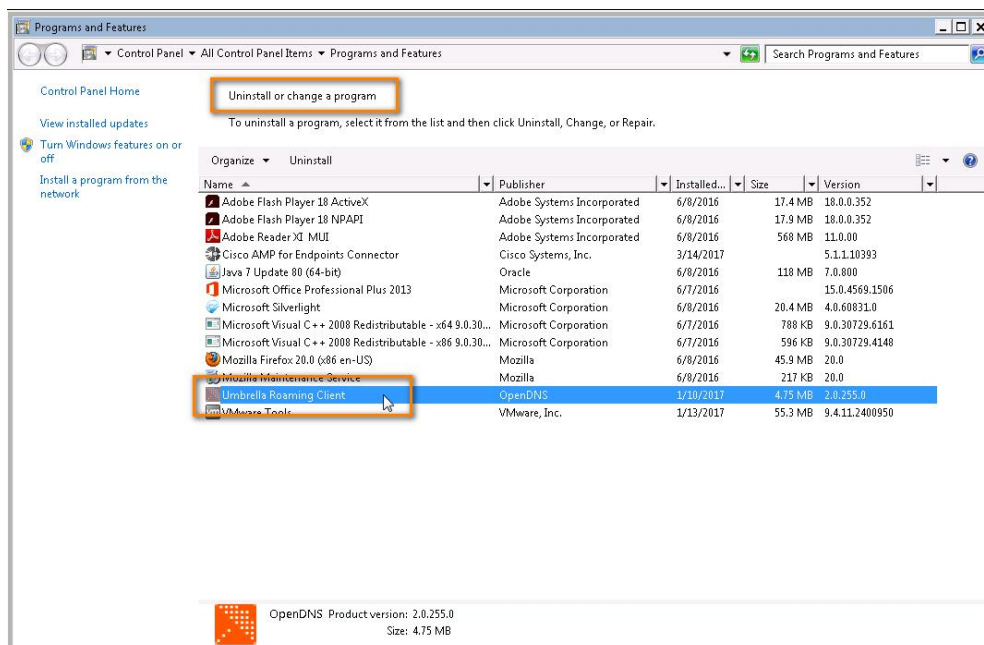 Programs and Features
Control Panel All Control Panel Items Programs and Features
Search Programs and Features
Control Panel Home
View installed updates
Turn Windows features on or
off
Install a program from the
network
Uninstall or change a program
To uninstall a program, select it from the list and then click Uninstall, Change, or Repair.
Organize Uninstall
Name Publisher Installed... Size Version
Adobe Flash Player 18 ActiveX Adobe Systems Incorporated 6/8/2016 17.4 MB 18.0.0.352
Adobe Flash Player 18 NPAPI Adobe Systems Incorporated 6/8/2016 17.9 MB 18.0.0.352
Adobe Reader XI MUI Adobe Systems Incorporated 6/8/2016 568 MB 11.0.00
Cisco AMP for Endpoints Connector Cisco Systems, Inc. 3/14/2017 5.1.1.10393
Java 7 Update 80 (64-bit) Oracle 6/8/2016 118 MB 7.0.800
Microsoft Office Professional Plus 2013 Microsoft Corporation 6/7/2016 15.0.4569.1506
Microsoft Silverlight Microsoft Corporation 6/8/2016 20.4 MB 4.0.60831.0
Microsoft Visual C++ 2008 Redistributable - x64 9.0.30... Microsoft Corporation 6/7/2016 788 KB 9.0.30729.6161
Microsoft Visual C++ 2008 Redistributable - x86 9.0.30... Microsoft Corporation 6/7/2016 596 KB 9.0.30729.4148
Mozilla Firefox 20.0 (x86 en-US) Mozilla 6/8/2016 45.9 MB 20.0
Mozilla Maintenance Service Mozilla 6/8/2016 217 KB 20.0
Umbrella Roaming Client OpenDNS 1/10/2017 4.75 MB 2.0.255.0
VMware Tools VMware, Inc. 1/13/2017 55.3 MB 9.4.11.2400950
OpenDNS Product version: 2.0.255.0
Size: 4.75 MB